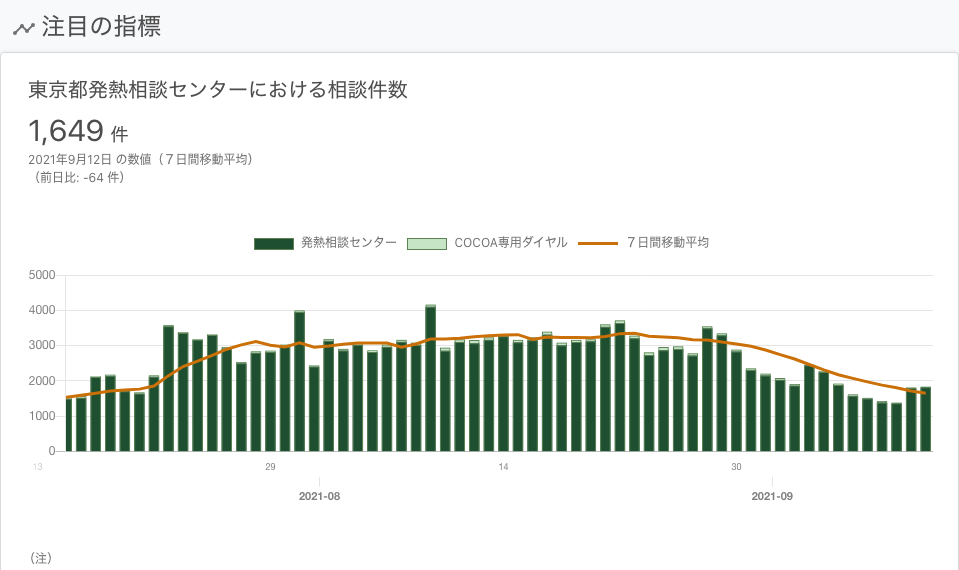 注目の指標
東京都発熱相談センターにおける相談件数
1,649 件
2021年9月12日 の数値（７日間移動平均）
（前日比: -64 件）
発熱相談センター COCOA専用ダイヤル ７日間移動平均
5000
4000
3000
2000
1000
0
13 29 14 30
2021-08 2021-09
（注）